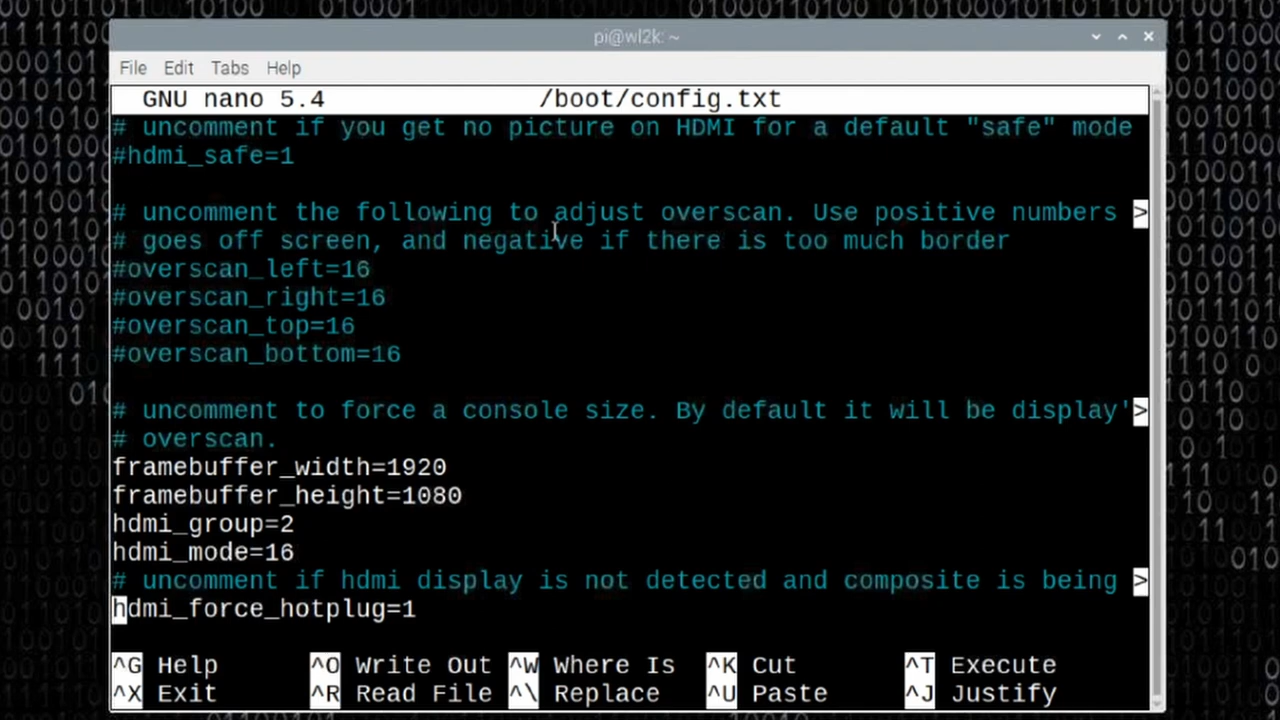 pi@wl2k: ~
File Edit Tabs Help
GNU nano 5.4 /boot/config.txt
# uncomment if you get no picture on HDMI for a default "safe" mode
#hdmi_safe=1
# uncomment the following to adjust overscan. Use positive numbers >
# goes off screen, and negative if there is too much border
#overscan_left=16
#overscan_right=16
#overscan_top=16
#overscan_bottom=16
# uncomment to force a console size. By default it will be display'>
# overscan.
framebuffer_width=1920
framebuffer_height=1080
hdmi_group=2
hdmi_mode=16
# uncomment if hdmi display is not detected and composite is being >
hdmi_force_hotplug=1
^G Help ^O Write Out ^W Where Is ^K Cut ^T Execute
^X Exit ^R Read File ^\ Replace ^U Paste ^J Justify